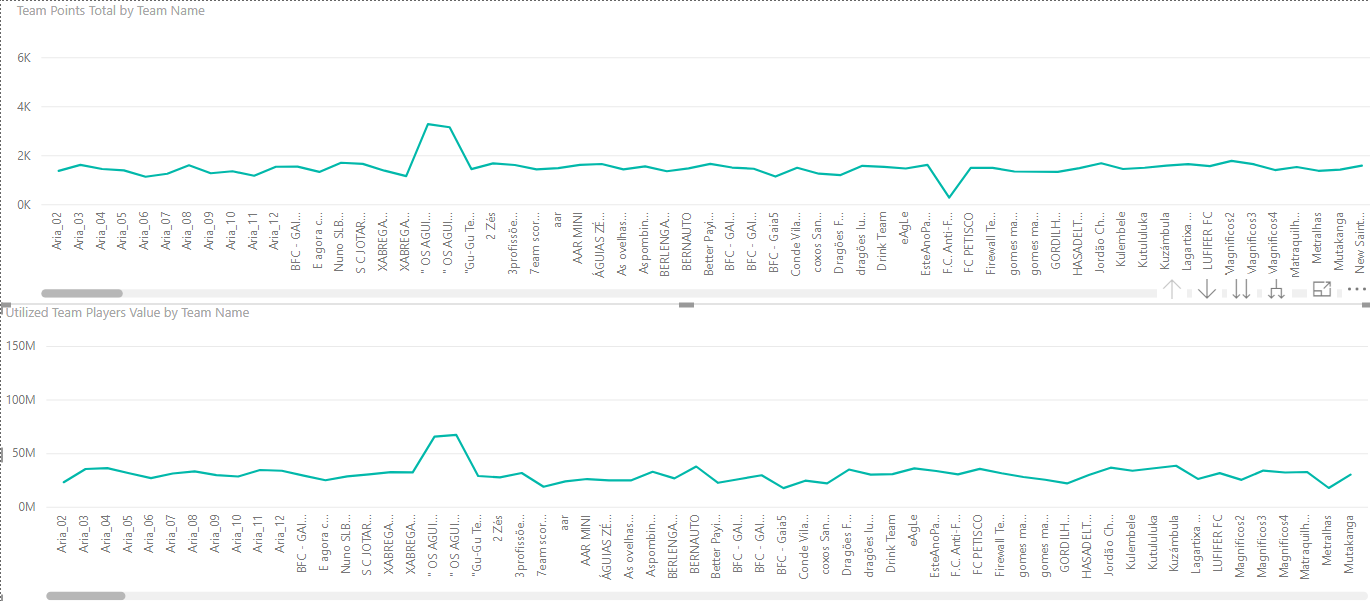 Team Points Total by Team Name
6K
4K
2K
0K
Aria_02
Aria_03
Aria_04
Aria_05
Aria_06
Aria_07
Aria_08
Aria_09
Aria_10
Aria_11
Aria_12
BFC - GAI...
E agora c...
Nuno SLB...
S C JOTAR...
XABREGA...
XABREGA...
" OS AGUI...
" OS AGUI...
"Gu-Gu Te...
2 Zés
3profissõe...
7eam scor...
aar
AAR MINI
ÁGUIAS ZÉ...
As ovelhas...
Aspombin...
BERLENGA...
BERNAUTO
Better Payi...
BFC - GAI...
BFC - GAI...
BFC - Gaia5
Conde Vila...
coxos San...
Dragões F...
dragões lu...
Drink Team
eAgLe
EsteAnoPa...
F.C. Anti-F...
FC PETISCO
Firewall Te...
gomes ma...
gomes ma...
GORDILH...
HASADELT...
Jordão Ch...
Kulembele
Kutululuka
Kuzâmbula
Lagartixa ...
LUFIFER FC
Magnificos2
Magnificos3
Magnificos4
Matraquilh...
Metralhas
Mutakanga
New Saint...
Utilized Team Players Value by Team Name
150M
100M
50M
0M
Aria_02
Aria_03
Aria_04
Aria_05
Aria_06
Aria_07
Aria_08
Aria_09
Aria_10
Aria_11
Aria_12
BFC - GAI...
E agora c...
Nuno SLB...
S C JOTAR...
XABREGA...
XABREGA...
" OS AGUI...
" OS AGUI...
"Gu-Gu Te...
2 Zés
3profissõe...
7eam scor...
aar
AAR MINI
ÁGUIAS ZÉ...
As ovelhas...
Aspombin...
BERLENGA...
BERNAUTO
Better Payi...
BFC - GAI...
BFC - GAI...
BFC - Gaia5
Conde Vila...
coxos San...
Dragões F...
dragões lu...
Drink Team
eAgLe
EsteAnoPa...
F.C. Anti-F...
FC PETISCO
Firewall Te...
gomes ma...
gomes ma...
GORDILH...
HASADELT...
Jordão Ch...
Kulembele
Kutululuka
Kuzâmbula
Lagartixa ...
LUFIFER FC
Magnificos2
Magnificos3
Magnificos4
Matraquilh...
Metralhas
Mutakanga